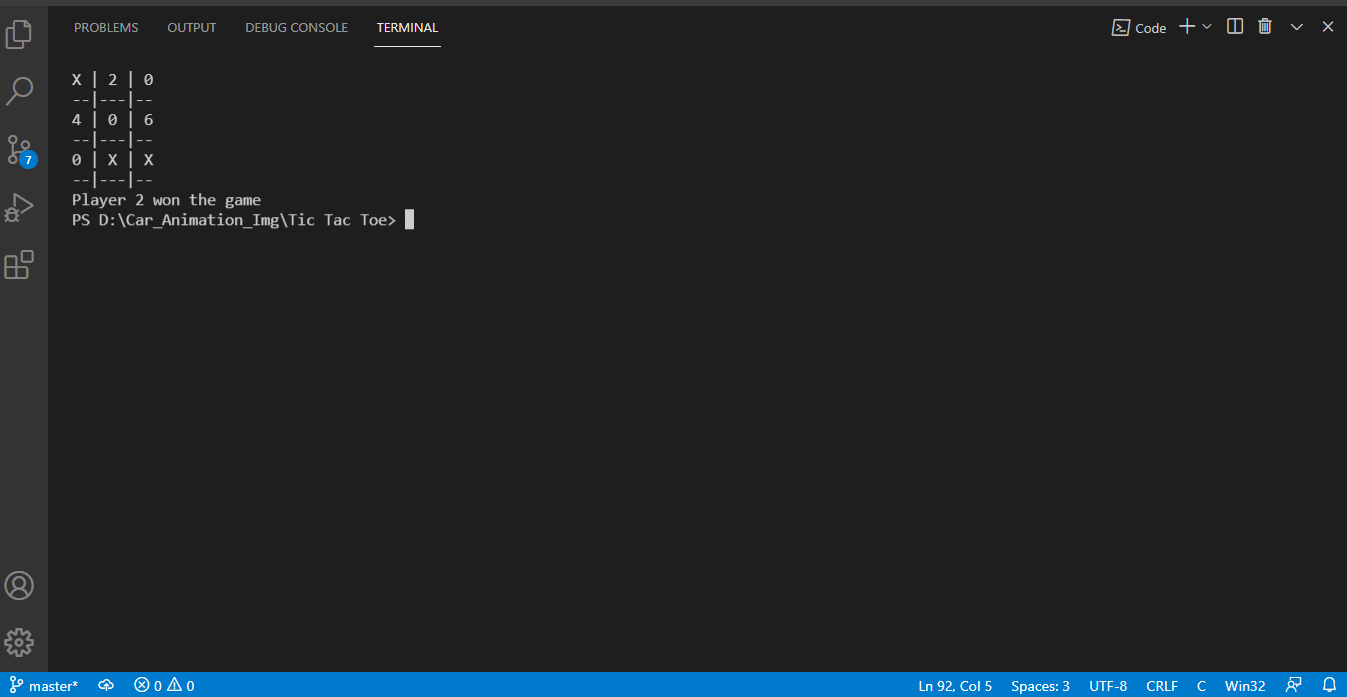 PROBLEMS OUTPUT DEBUG CONSOLE TERMINAL Code
X | 2 | 0
--|---|--
4 | 0 | 6
--|---|--
0 | X | X
--|---|--
Player 2 won the game
PS D:\Car_Animation_Img\Tic Tac Toe>
7
master* 0 0 Ln 92, Col 5 Spaces: 3 UTF-8 CRLF C Win32